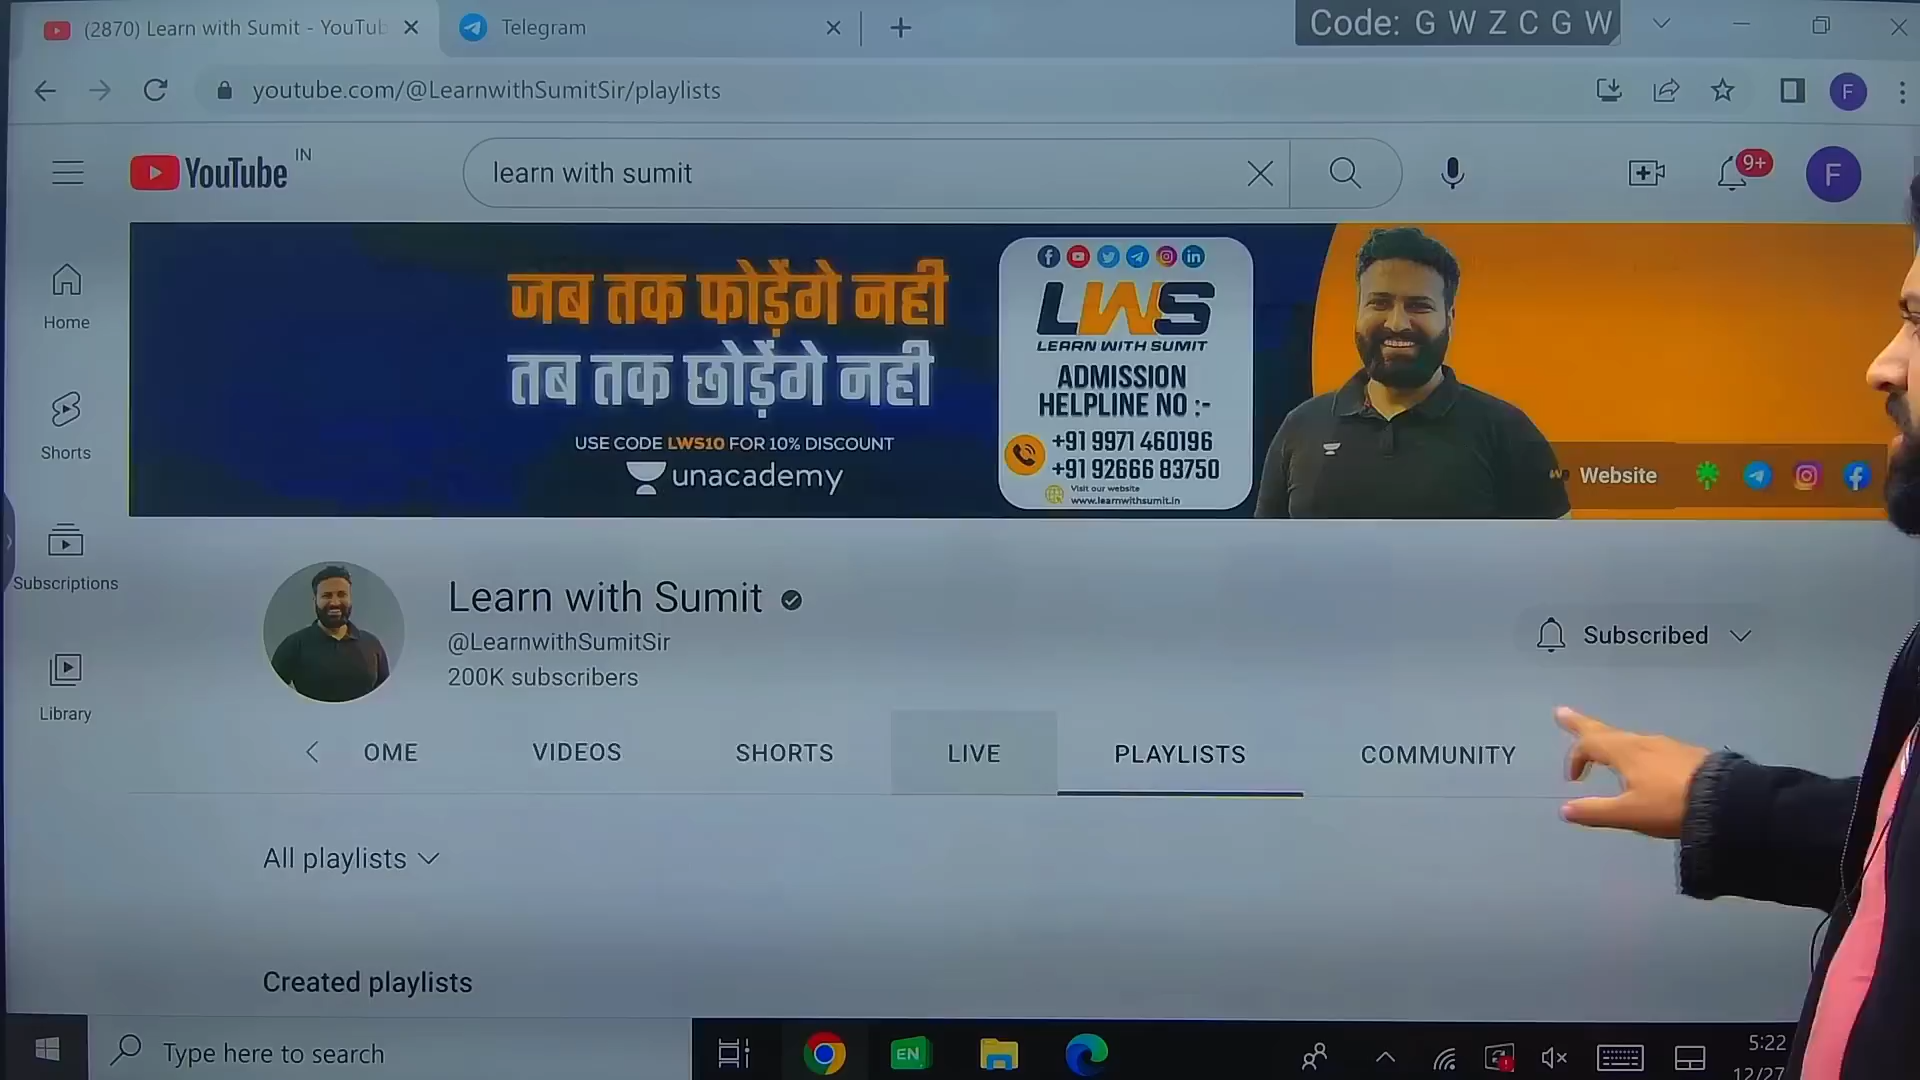 (2870) Learn with Sumit - YouTub
Telegram
Code: G W Z C G W
youtube.com/@LearnwithSumitSir/playlists
F
YouTube IN
learn with sumit
9+
F
Home
Shorts
Subscriptions
Library
जब तक फोड़ेंगे नही
तब तक छोड़ेंगे नही
USE CODE LWS10 FOR 10% DISCOUNT
unacademy
LWS
LEARN WITH SUMIT
ADMISSION
HELPLINE NO :-
+91 9971 460196
+91 92666 83750
Visit our website
www.learnwithsumit.in
Website
Learn with Sumit
@LearnwithSumitSir
200K subscribers
Subscribed
OME
VIDEOS
SHORTS
LIVE
PLAYLISTS
COMMUNITY
All playlists
Created playlists
Type here to search
EN
5:22
12/27